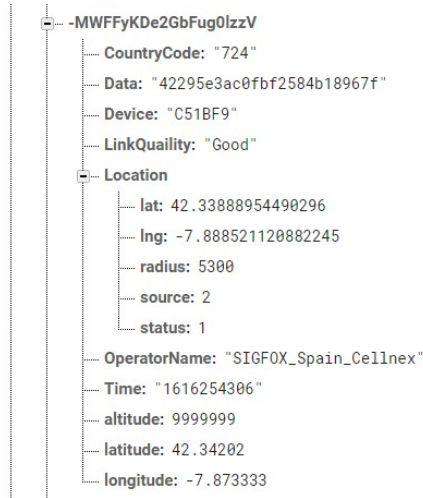 -MWFFyKDe2GbFug0lzzV
CountryCode: "724"
Data: "42295e3ac0fbf2584b18967f"
Device: "C51BF9"
LinkQuaility: "Good"
Location
lat: 42.33888954490296
lng: -7.888521120882245
radius: 5300
source: 2
status: 1
OperatorName: "SIGFOX_Spain_Cellnex"
Time: "1616254306"
altitude: 9999999
latitude: 42.34202
longitude: -7.873333